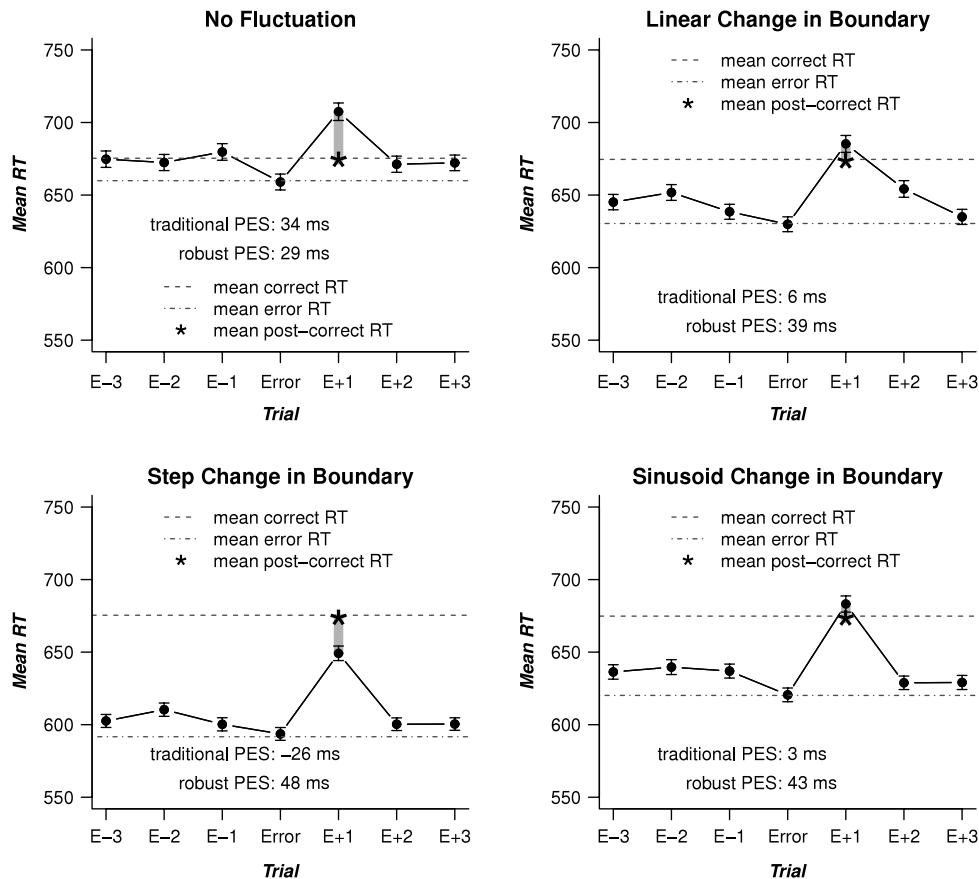 No Fluctuation
750
700
650
600
550
Mean RT
traditional PES: 34 ms
robust PES: 29 ms
mean correct RT
mean error RT
mean post−correct RT
E−3 E−2 E−1 Error E+1 E+2 E+3
Trial
Linear Change in Boundary
750
700
650
600
550
Mean RT
mean correct RT
mean error RT
mean post−correct RT
traditional PES: 6 ms
robust PES: 39 ms
E−3 E−2 E−1 Error E+1 E+2 E+3
Trial
Step Change in Boundary
750
700
650
600
550
Mean RT
mean correct RT
mean error RT
mean post−correct RT
traditional PES: −26 ms
robust PES: 48 ms
E−3 E−2 E−1 Error E+1 E+2 E+3
Trial
Sinusoid Change in Boundary
750
700
650
600
550
Mean RT
mean correct RT
mean error RT
mean post−correct RT
traditional PES: 3 ms
robust PES: 43 ms
E−3 E−2 E−1 Error E+1 E+2 E+3
Trial